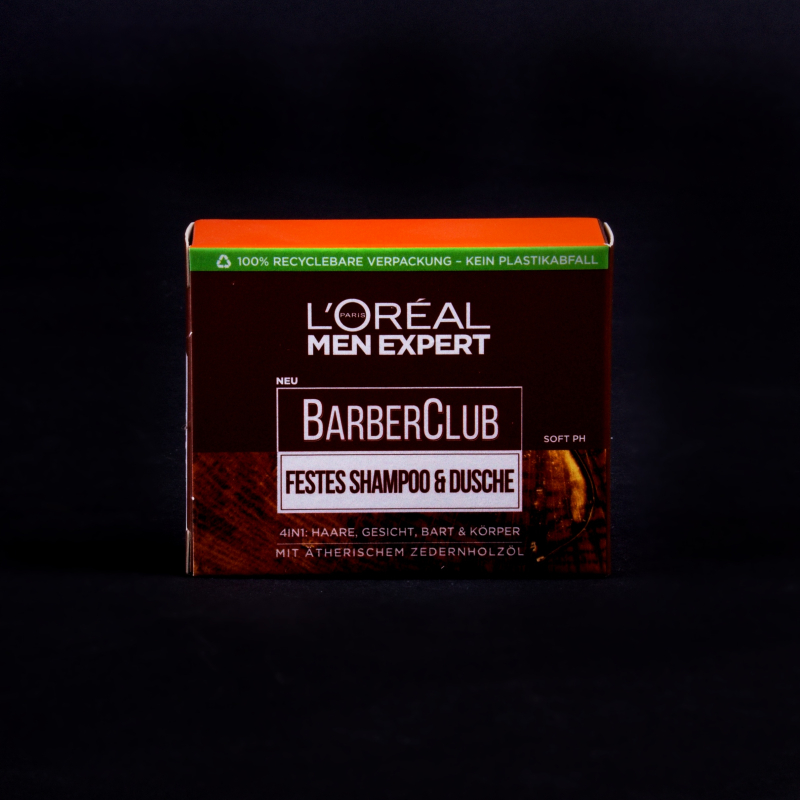 100% RECYCLEBARE VERPACKUNG – KEIN PLASTIKABFALL
L'ORÉAL
PARIS
MEN EXPERT
NEU
BARBERCLUB
SOFT PH
FESTES SHAMPOO & DUSCHE
4IN1: HAARE, GESICHT, BART & KÖRPER
MIT ÄTHERISCHEM ZEDERNHOLZÖL